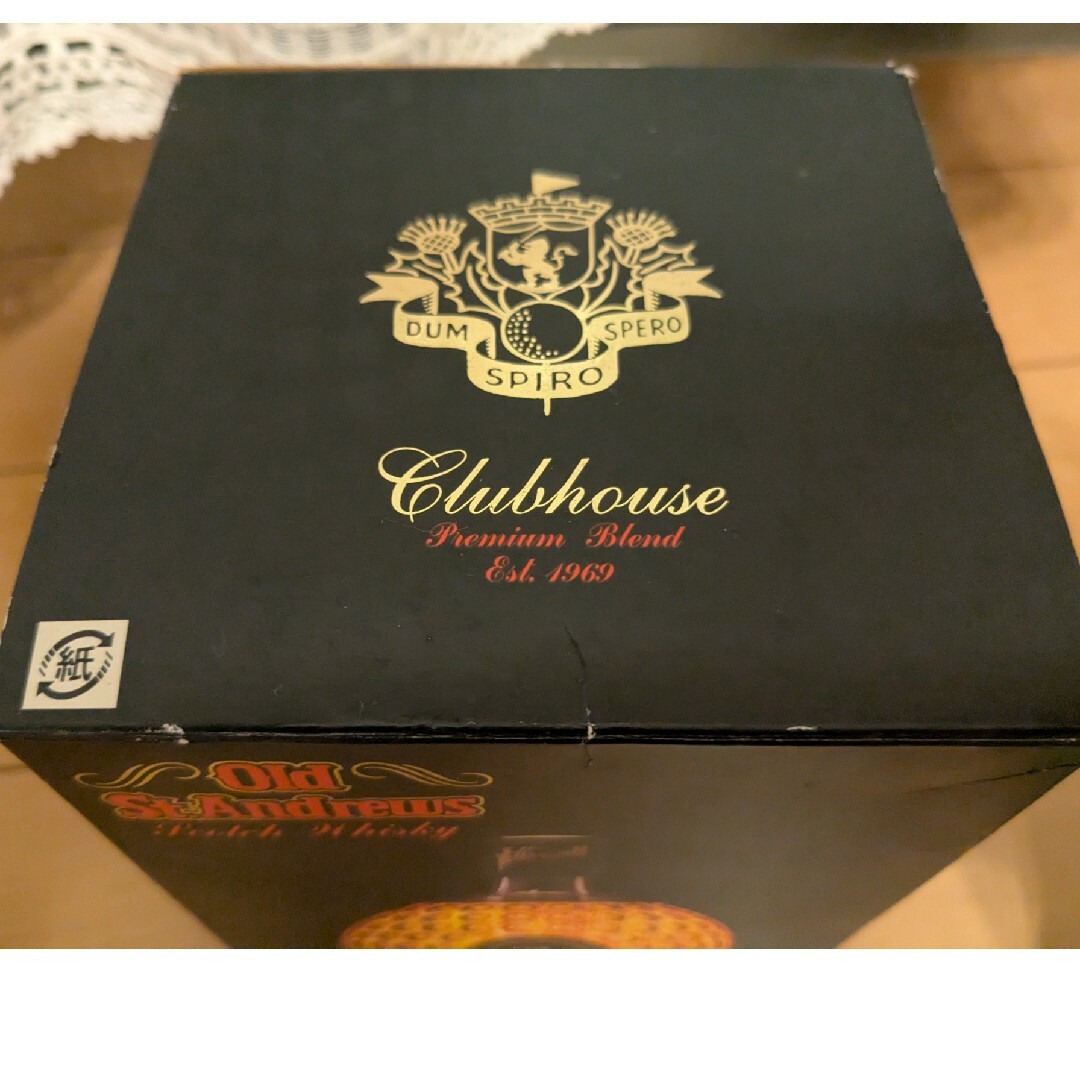 DUM SPIRO SPERO
Clubhouse
Premium Blend
Est. 1969
紙
Old
St. Andrews
Scotch Whisky